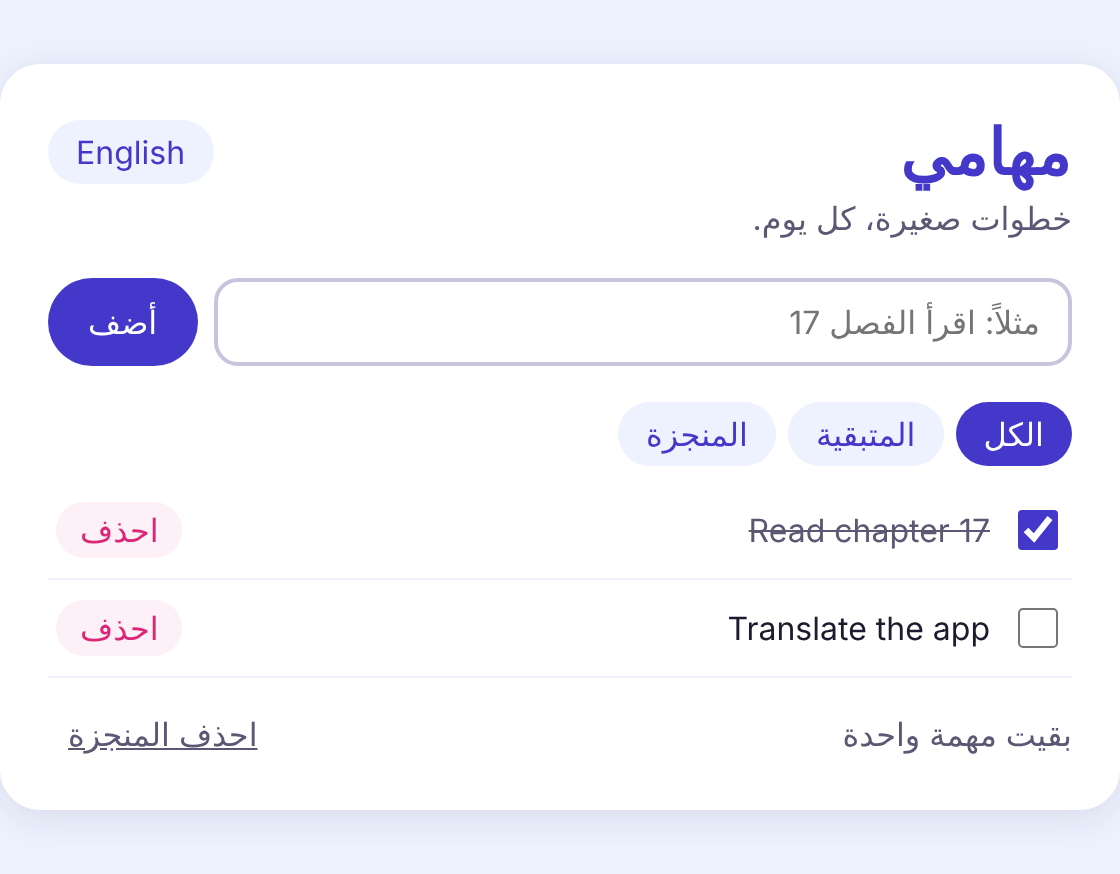 مهامي
English
خطوات صغيرة، كل يوم.
مثلاً: اقرأ الفصل 17
أضف
الكل
المتبقية
المنجزة
Read chapter 17
احذف
Translate the app
احذف
بقيت مهمة واحدة
احذف المنجزة